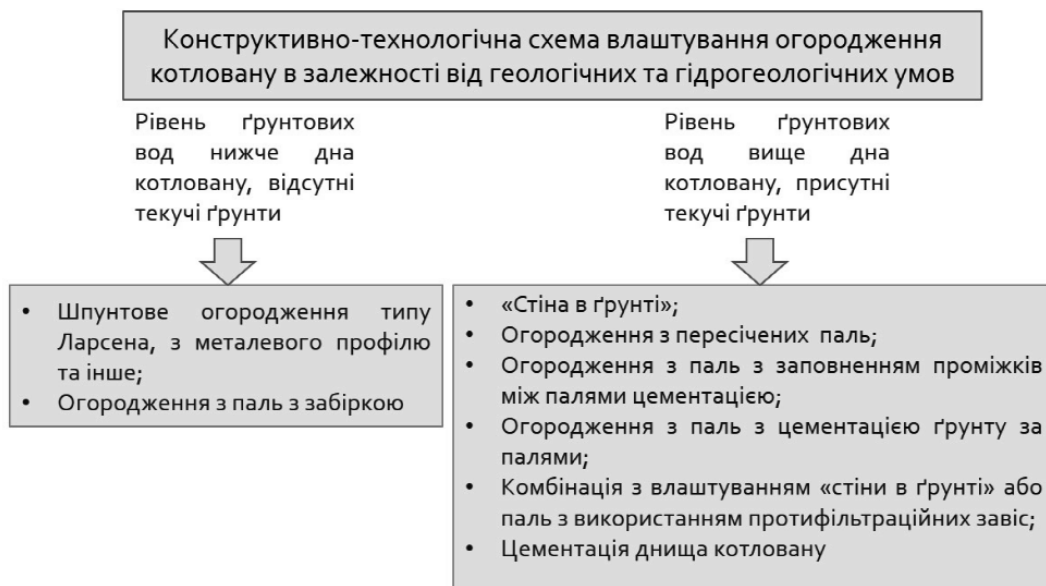 Конструктивно-технологічна схема влаштування огородження
котловану в залежності від геологічних та гідрогеологічних умов
Рівень ґрунтових
вод нижче дна
котловану, відсутні
текучі ґрунти
Рівень ґрунтових
вод вище дна
котловану, присутні
текучі ґрунти
• Шпунтове огородження типу
Ларсена, з металевого профілю
та інше;
• Огородження з паль з забіркою
• «Стіна в ґрунті»;
• Огородження з пересічених паль;
• Огородження з паль з заповненням проміжків
між палями цементацією;
• Огородження з паль з цементацією ґрунту за
палями;
• Комбінація з влаштуванням «стіни в ґрунті» або
паль з використанням протифільтраційних завіс;
• Цементація днища котловану